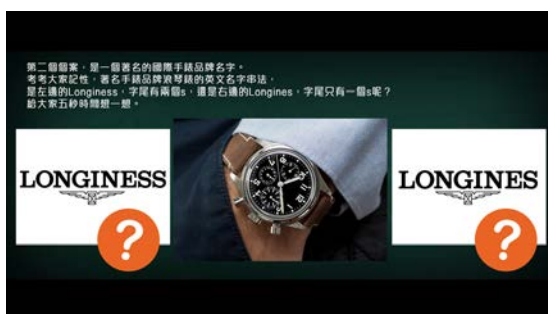 第二個個案，是一個著名的國際手錶品牌名字。
考考大家記性，著名手錶品牌浪琴錶的英文名字串法，
是左邊的Longiness，字尾有兩個s，還是右邊的Longines，字尾只有一個s呢？
給大家五秒時間想一想。
LONGINESS
?
LONGINES
?